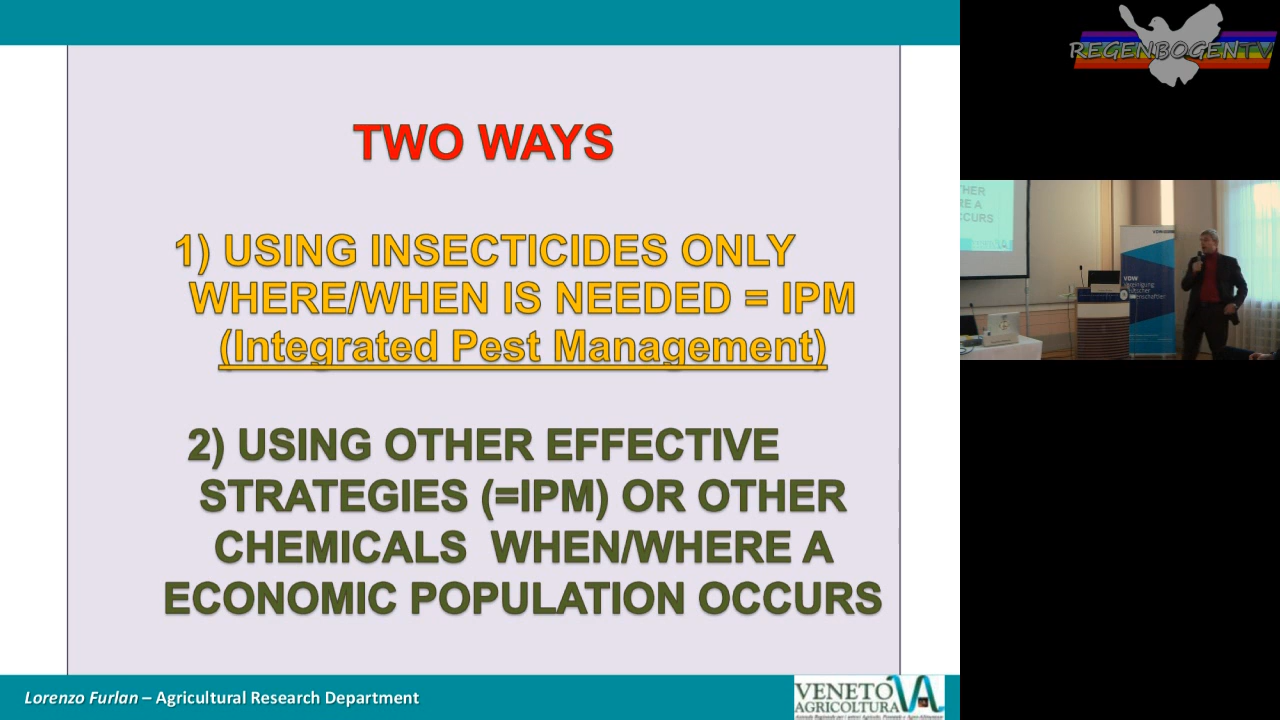 REGENBOGENTV
TWO WAYS
1) USING INSECTICIDES ONLY
WHERE/WHEN IS NEEDED = IPM
(Integrated Pest Management)
2) USING OTHER EFFECTIVE
STRATEGIES (=IPM) OR OTHER
CHEMICALS WHEN/WHERE A
ECONOMIC POPULATION OCCURS
Lorenzo Furlan – Agricultural Research Department
VENETO
AGRICOLTURA
VDW